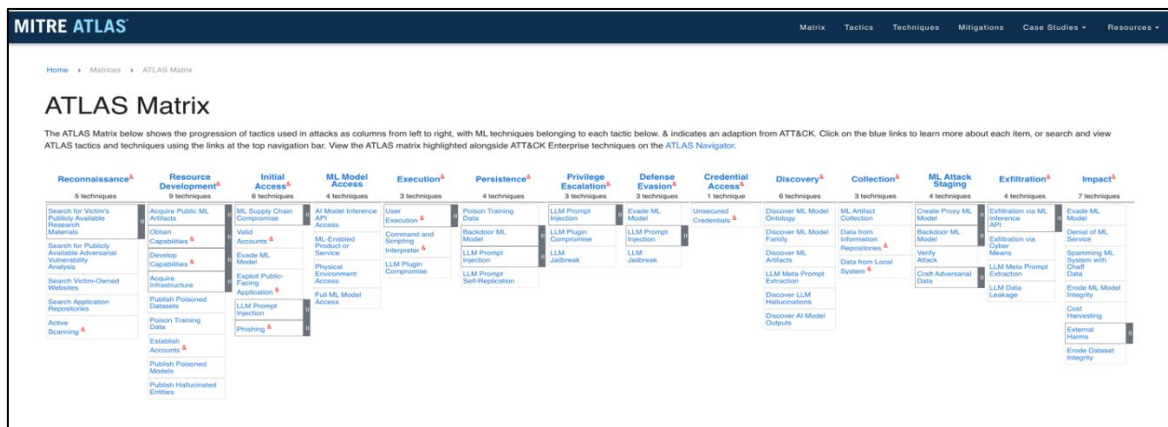 MITRE ATLAS™
Matrix Tactics Techniques Mitigations Case Studies Resources
Home > Matrices > ATLAS Matrix
ATLAS Matrix
The ATLAS Matrix below shows the progression of tactics used in attacks as columns from left to right, with ML techniques belonging to each tactic below. & indicates an adaption from ATT&CK. Click on the blue links to learn more about each item, or search and view
ATLAS tactics and techniques using the links at the top navigation bar. View the ATLAS matrix highlighted alongside ATT&CK Enterprise techniques on the ATLAS Navigator.
Reconnaissance&
5 techniques
Search for Victim's
Publicly Available
Research
Materials
Search for Publicly
Available Adversarial
Vulnerability
Analysis
Search Victim-Owned
Websites
Search Application
Repositories
Active
Scanning &
Resource
Development&
9 techniques
Acquire Public ML
Artifacts
Obtain
Capabilities &
Develop
Capabilities &
Acquire
Infrastructure
Publish Poisoned
Datasets
Poison Training
Data
Establish
Accounts &
Publish Poisoned
Models
Publish Hallucinated
Entities
Initial
Access&
6 techniques
ML Supply Chain
Compromise
Valid
Accounts &
Evade ML
Model
Exploit Public-
Facing
Application &
LLM Prompt
Injection
Phishing &
ML Model
Access
4 techniques
AI Model Inference
API
Access
ML-Enabled
Product or
Service
Physical
Environment
Access
Full ML Model
Access
Execution&
3 techniques
User
Execution &
Command and
Scripting
Interpreter &
LLM Plugin
Compromise
Persistence&
4 techniques
Poison Training
Data
Backdoor ML
Model
LLM Prompt
Injection
LLM Prompt
Self-Replication
Privilege
Escalation&
3 techniques
LLM Prompt
Injection
LLM Plugin
Compromise
LLM
Jailbreak
Defense
Evasion&
3 techniques
Evade ML
Model
LLM Prompt
Injection
LLM
Jailbreak
Credential
Access&
1 technique
Unsecured
Credentials &
Discovery&
6 techniques
Discover ML Model
Ontology
Discover ML Model
Family
Discover ML
Artifacts
LLM Meta Prompt
Extraction
Discover LLM
Hallucinations
Discover AI Model
Outputs
Collection&
3 techniques
ML Artifact
Collection
Data from
Information
Repositories &
Data from Local
System &
ML Attack
Staging
4 techniques
Create Proxy ML
Model
Backdoor ML
Model
Verify
Attack
Craft Adversarial
Data
Exfiltration&
4 techniques
Exfiltration via ML
Inference
API
Exfiltration via
Cyber
Means
LLM Meta Prompt
Extraction
LLM Data
Leakage
Impact&
7 techniques
Evade ML
Model
Denial of ML
Service
Spamming ML
System with
Chaff
Data
Erode ML Model
Integrity
Cost
Harvesting
External
Harms
Erode Dataset
Integrity